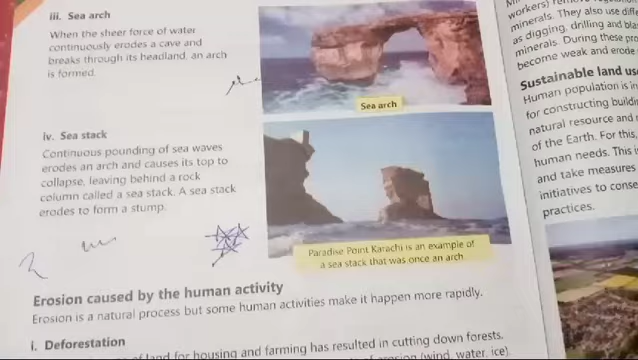 iii. Sea arch
When the sheer force of water
continuously erodes a cave and
breaks through its headland, an arch
is formed.
Sea arch
iv. Sea stack
Continuous pounding of sea waves
erodes an arch and causes its top to
collapse, leaving behind a rock
column called a sea stack. A sea stack
erodes to form a stump.
Paradise Point Karachi is an example of
a sea stack that was once an arch.
Erosion caused by the human activity
Erosion is a natural process but some human activities make it happen more rapidly.
i. Deforestation
of land for housing and farming has resulted in cutting down forests.
of erosion (wind, water, ice).
workers)
minerals. They also use
as digging, drilling and
minerals. During these
become weak and erode
Sustainable land
Human population is
for constructing
natural resource and
of the Earth. For this,
human needs. This
and take measures
initiatives to
practices.